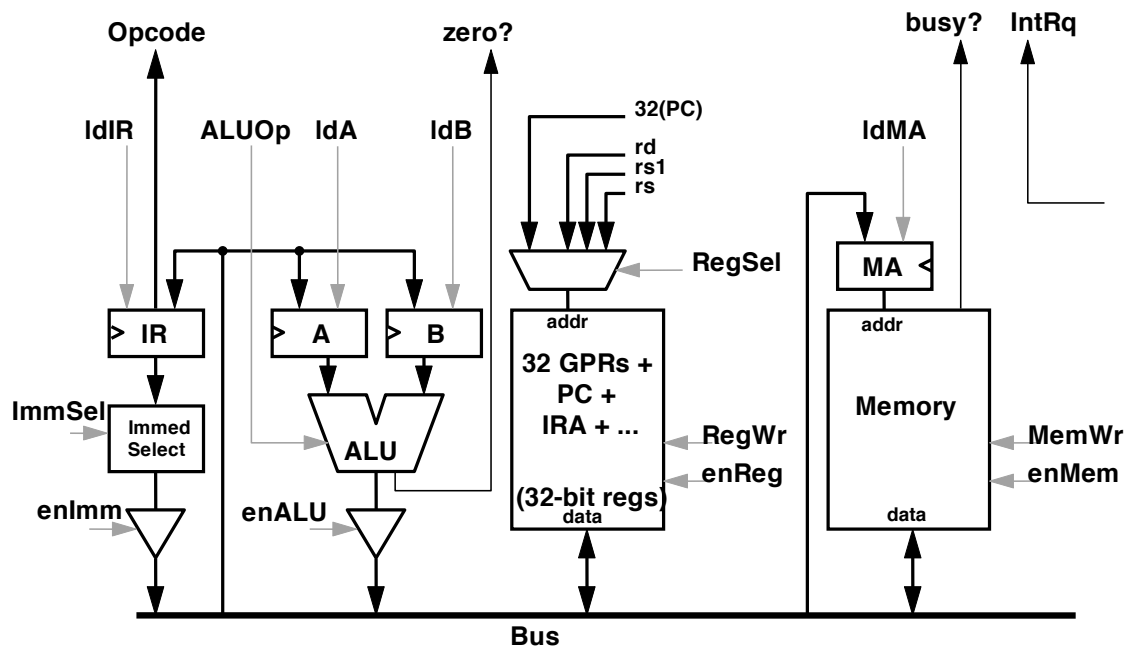 Opcode
zero?
busy?
IntRq
32(PC)
ldIR
ALUOp
ldA
ldB
rd
rs1
rs
ldMA
RegSel
MA
IR
A
B
addr
addr
32 GPRs +
PC +
IRA + ...
ImmSel
Immed
Select
ALU
Memory
RegWr
MemWr
enReg
enMem
(32-bit regs)
data
data
enImm
enALU
Bus